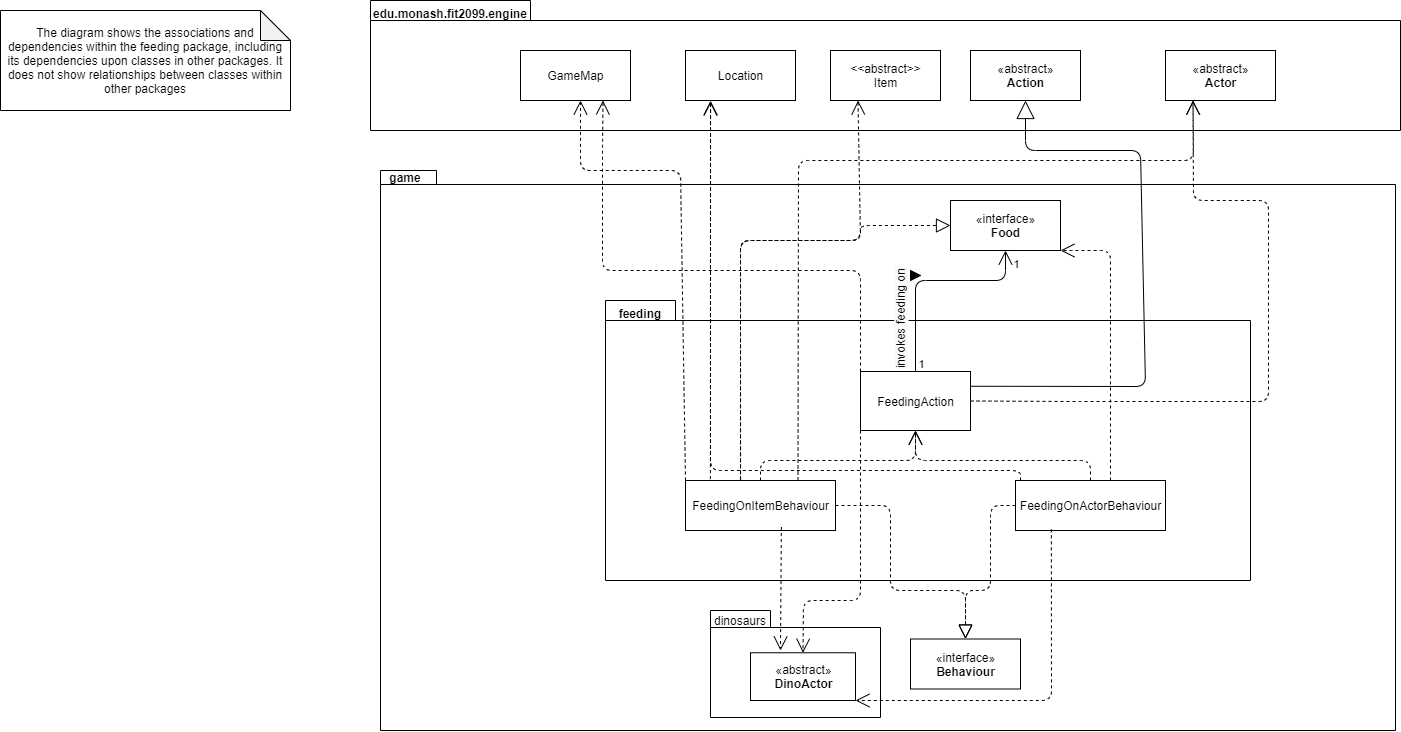 The diagram shows the associations and
dependencies within the feeding package, including
its dependencies upon classes in other packages. It
does not show relationships between classes within
other packages
edu.monash.fit2099.engine
GameMap
Location
<<abstract>>
Item
«abstract»
Action
«abstract»
Actor
game
«interface»
Food
1
invokes feeding on
1
feeding
FeedingAction
FeedingOnItemBehaviour
FeedingOnActorBehaviour
dinosaurs
«abstract»
DinoActor
«interface»
Behaviour